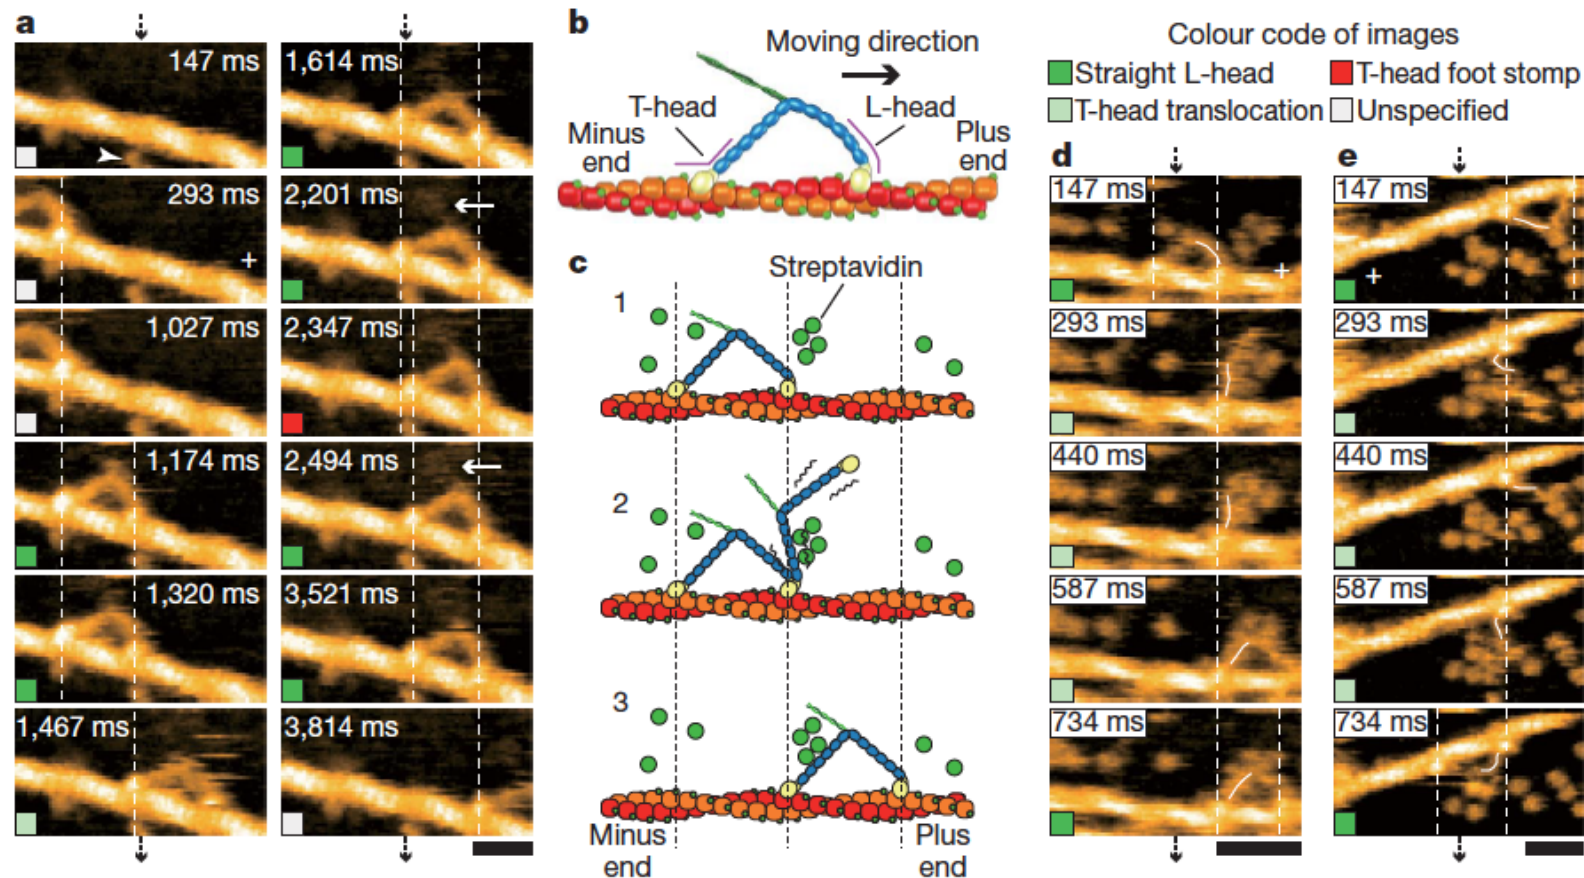 a
147 ms
293 ms
+
1,027 ms
1,174 ms
1,320 ms
1,467 ms
1,614 ms
2,201 ms
2,347 ms
2,494 ms
3,521 ms
3,814 ms
b
Moving direction
T-head
L-head
Minus
end
Plus
end
c
Streptavidin
1
2
3
Minus
end
Plus
end
Colour code of images
Straight L-head
T-head foot stomp
T-head translocation
Unspecified
d
147 ms
+
293 ms
440 ms
587 ms
734 ms
e
147 ms
+
293 ms
440 ms
587 ms
734 ms